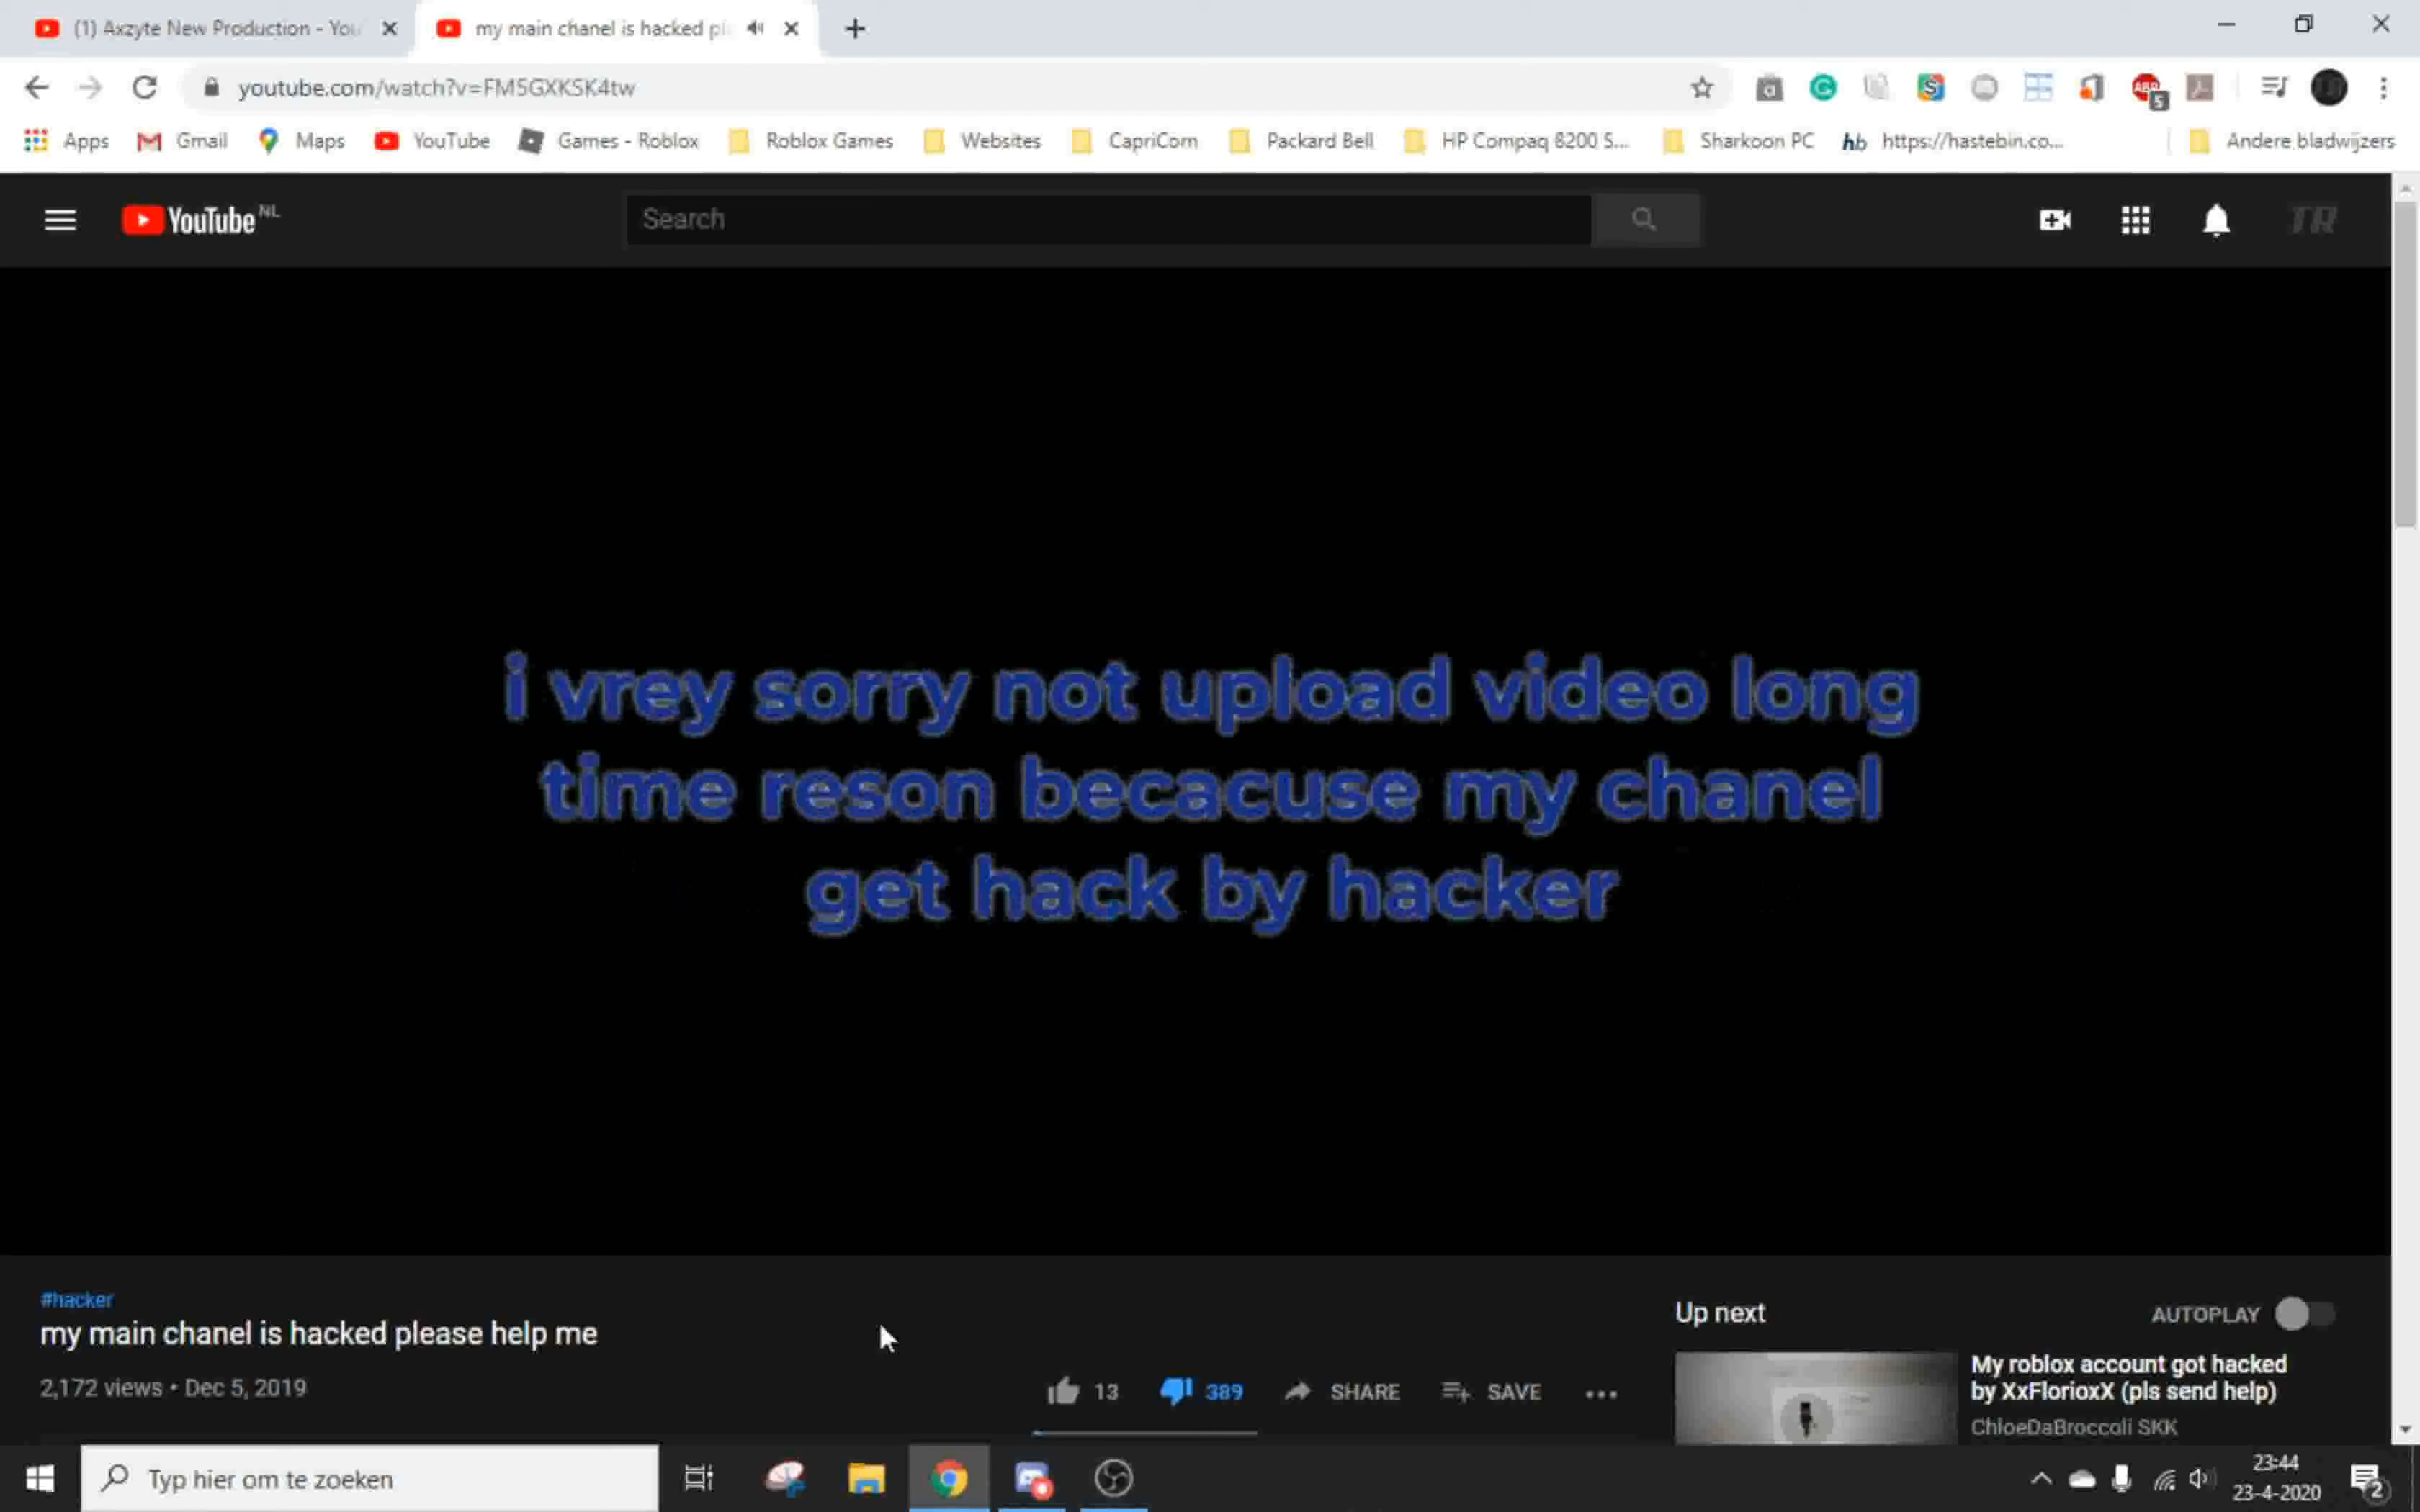 (1) Axzyte New Production - You
my main chanel is hacked pl
youtube.com/watch?v=FM5GXKSK4tw
ABP
5
Apps
Gmail
Maps
YouTube
Games - Roblox
Roblox Games
Websites
CapriCorn
Packard Bell
HP Compaq 8200 S...
Sharkoon PC
hb https://hastebin.co...
Andere bladwijzers
YouTube NL
Search
TR
i vrey sorry not upload video long
time reson becacuse my chanel
get hack by hacker
#hacker
my main chanel is hacked please help me
2,172 views • Dec 5, 2019
13
389
SHARE
SAVE
Up next
AUTOPLAY
My roblox account got hacked
by XxFlorioxX (pls send help)
ChloeDaBroccoli SKK
Typ hier om te zoeken
23:44
23-4-2020
2